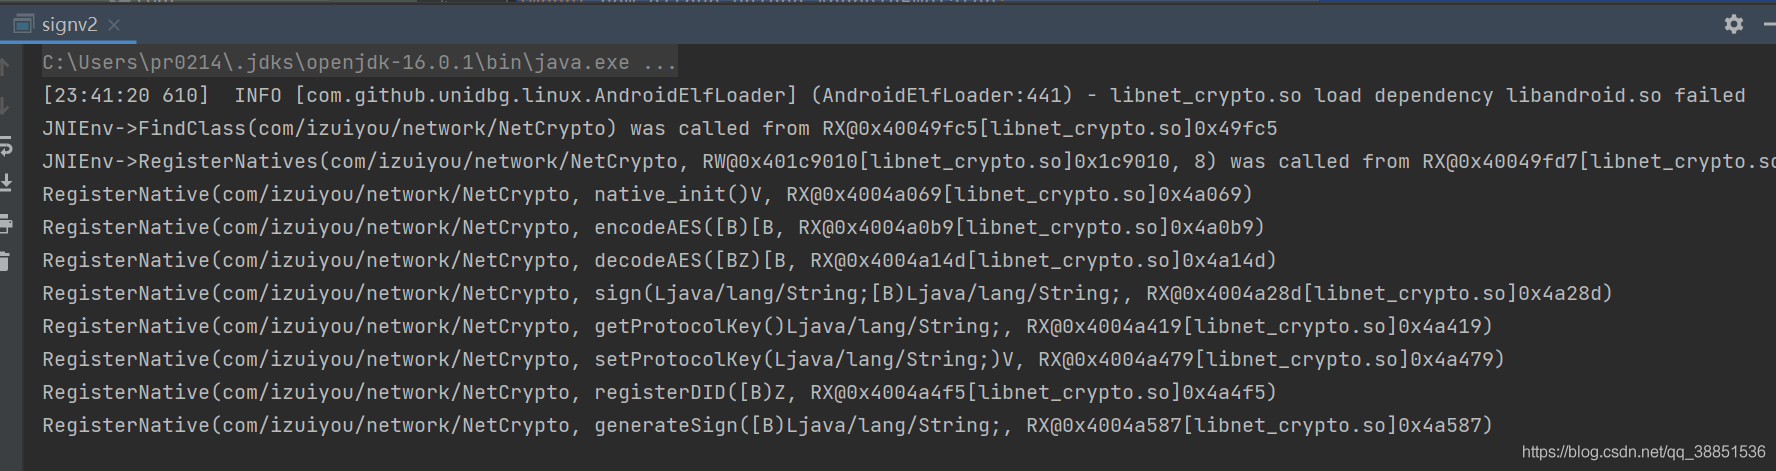 signv2
C:\Users\pr0214\.jdks\openjdk-16.0.1\bin\java.exe ...
[23:41:20 610]  INFO [com.github.unidbg.linux.AndroidElfLoader] (AndroidElfLoader:441) - libnet_crypto.so load dependency libandroid.so failed
JNIEnv->FindClass(com/izuiyou/network/NetCrypto) was called from RX@0x40049fc5[libnet_crypto.so]0x49fc5
JNIEnv->RegisterNatives(com/izuiyou/network/NetCrypto, RW@0x401c9010[libnet_crypto.so]0x1c9010, 8) was called from RX@0x40049fd7[libnet_crypto.so
RegisterNative(com/izuiyou/network/NetCrypto, native_init()V, RX@0x4004a069[libnet_crypto.so]0x4a069)
RegisterNative(com/izuiyou/network/NetCrypto, encodeAES([B)[B, RX@0x4004a0b9[libnet_crypto.so]0x4a0b9)
RegisterNative(com/izuiyou/network/NetCrypto, decodeAES([BZ)[B, RX@0x4004a14d[libnet_crypto.so]0x4a14d)
RegisterNative(com/izuiyou/network/NetCrypto, sign(Ljava/lang/String;[B)Ljava/lang/String;, RX@0x4004a28d[libnet_crypto.so]0x4a28d)
RegisterNative(com/izuiyou/network/NetCrypto, getProtocolKey()Ljava/lang/String;, RX@0x4004a419[libnet_crypto.so]0x4a419)
RegisterNative(com/izuiyou/network/NetCrypto, setProtocolKey(Ljava/lang/String;)V, RX@0x4004a479[libnet_crypto.so]0x4a479)
RegisterNative(com/izuiyou/network/NetCrypto, registerDID([B)Z, RX@0x4004a4f5[libnet_crypto.so]0x4a4f5)
RegisterNative(com/izuiyou/network/NetCrypto, generateSign([B)Ljava/lang/String;, RX@0x4004a587[libnet_crypto.so]0x4a587)
https://blog.csdn.net/qq_38851536